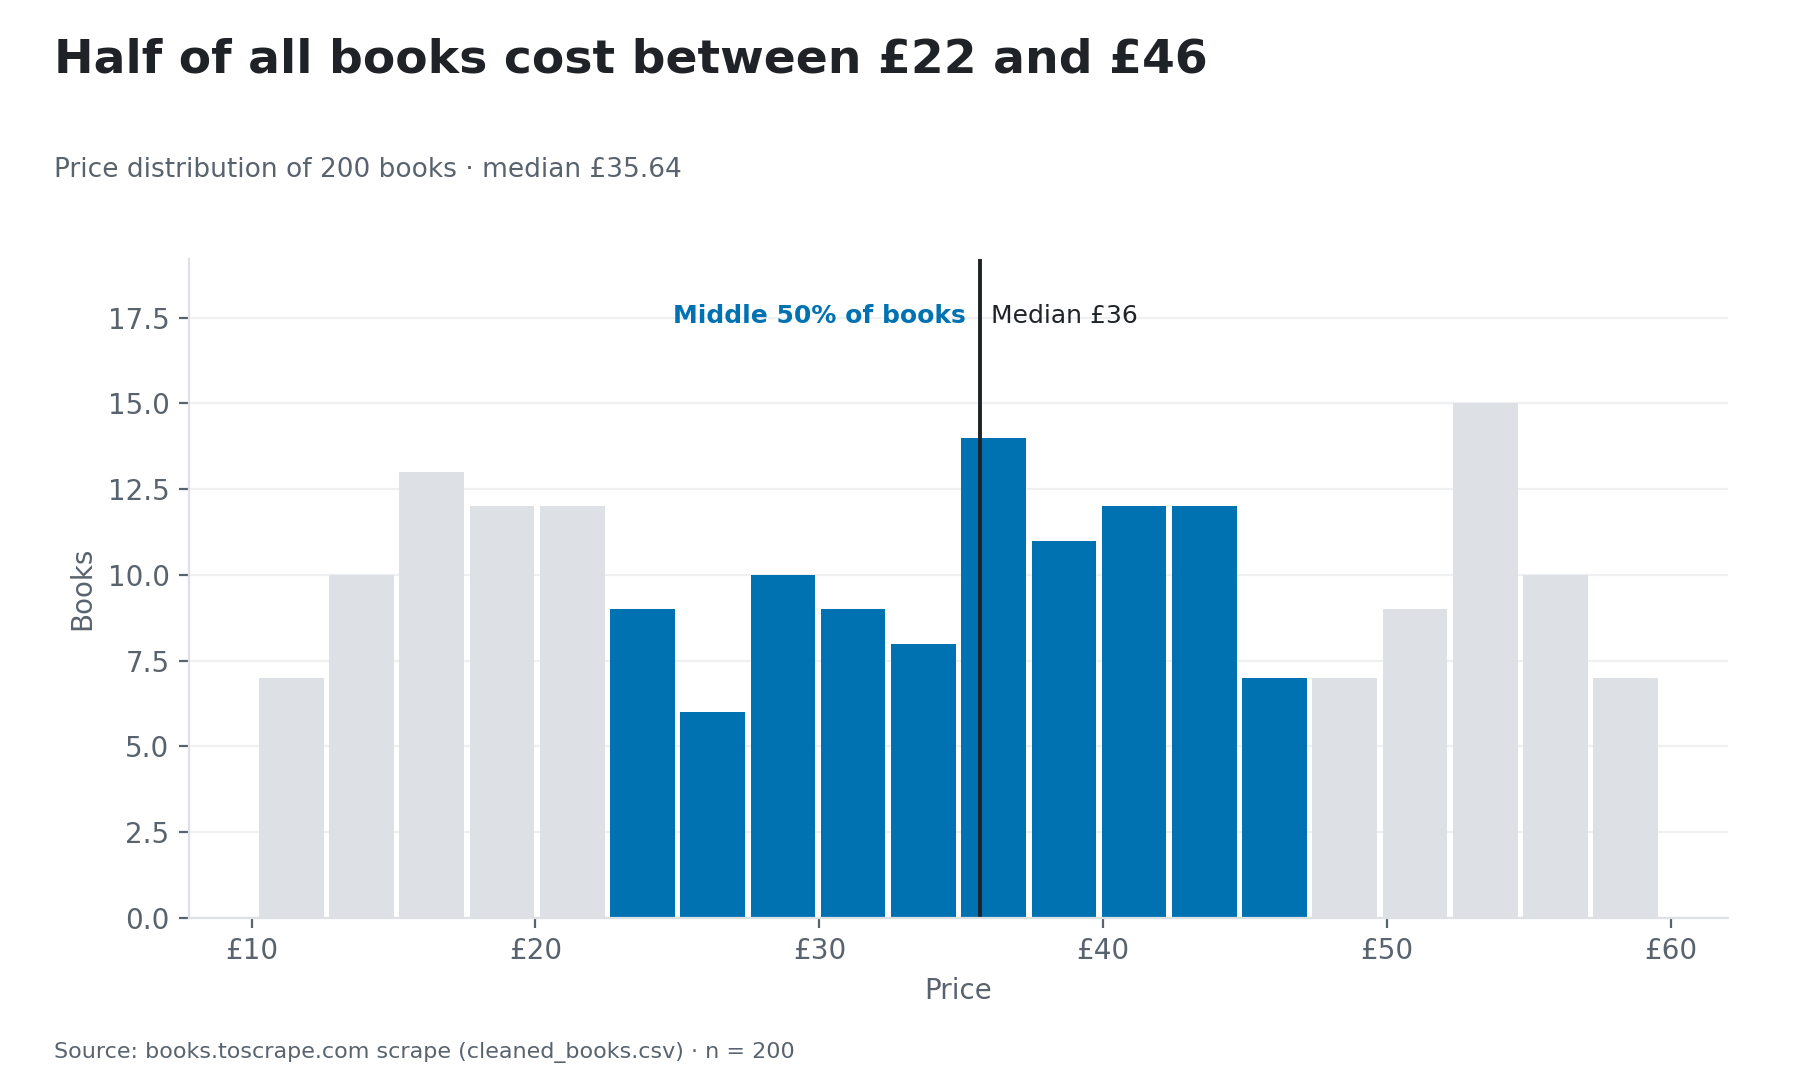 Half of all books cost between £22 and £46
Price distribution of 200 books · median £35.64
Middle 50% of books
Median £36
17.5
15.0
12.5
10.0
7.5
5.0
2.5
0.0
Books
£10
£20
£30
£40
£50
£60
Price
Source: books.toscrape.com scrape (cleaned_books.csv) · n = 200